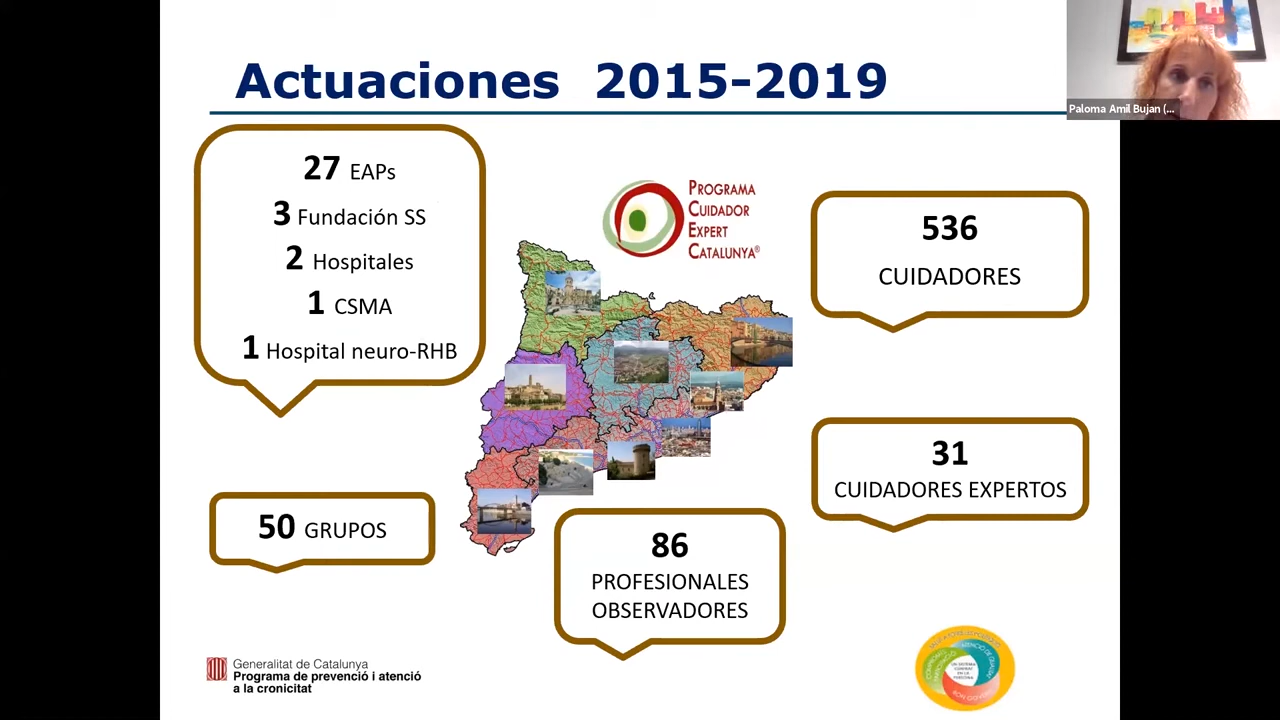 Actuaciones 2015-2019
Paloma Amil Bujan (...
27 EAPs
3 Fundación SS
2 Hospitales
1 CSMA
1 Hospital neuro-RHB
PROGRAMA
CUIDADOR
EXPERT
CATALUNYA®
536
CUIDADORES
31
CUIDADORES EXPERTOS
50 GRUPOS
86
PROFESIONALES
OBSERVADORES
Generalitat de Catalunya
Programa de prevenció i atenció
a la cronicitat